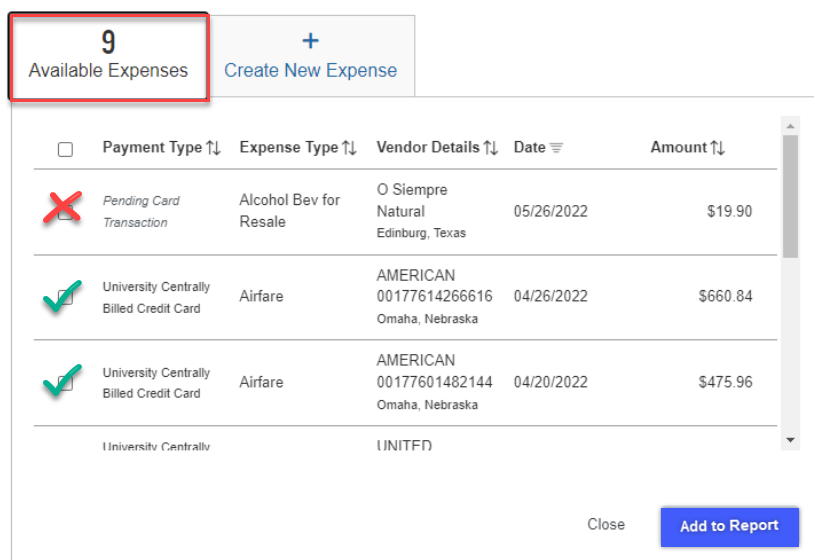 9
Available Expenses
+
Create New Expense
Payment Type Expense Type Vendor Details Date Amount
Pending Card
Transaction
Alcohol Bev for
Resale
O Siempre
Natural
Edinburg, Texas
05/26/2022
$19.90
University Centrally
Billed Credit Card
Airfare
AMERICAN
00177614266616
Omaha, Nebraska
04/26/2022
$660.84
University Centrally
Billed Credit Card
Airfare
AMERICAN
00177601482144
Omaha, Nebraska
04/20/2022
$475.96
University Centrally
UNITED
Close
Add to Report